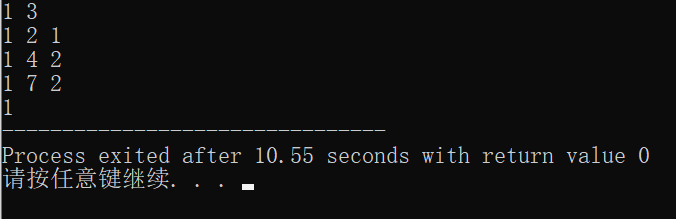 1 3
1 2 1
1 4 2
1 7 2
1
--------------------------------
Process exited after 10.55 seconds with return value 0
请按任意键继续. . .